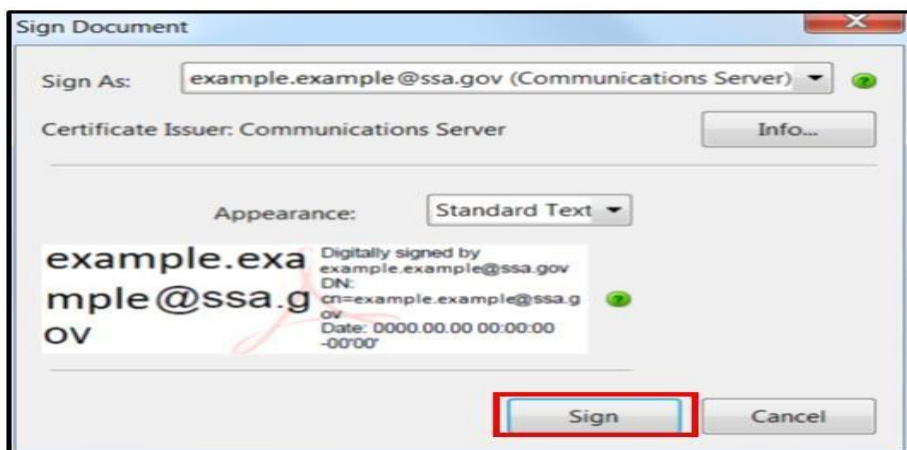 Sign Document
Sign As: example.example@ssa.gov (Communications Server)
Certificate Issuer: Communications Server Info...
Appearance: Standard Text
example.exa
mple@ssa.g
ov
Digitally signed by
example.example@ssa.gov
DN:
cn=example.example@ssa.g
ov
Date: 0000.00.00 00:00:00
-00'00'
Sign Cancel